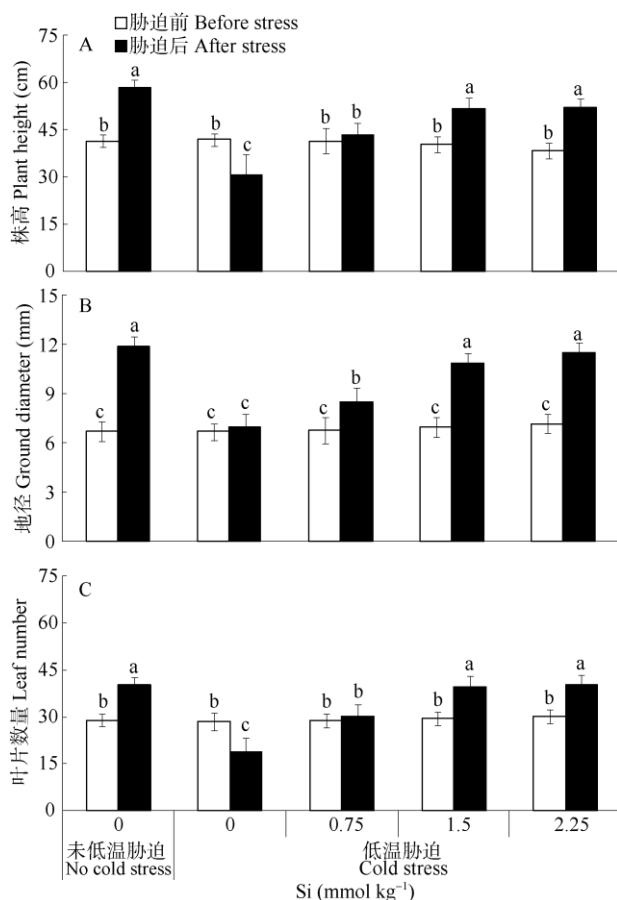 胁迫前 Before stress
胁迫后 After stress
A
株高 Plant height (cm)
75
60
45
30
15
0
b a b c b b b a b a
B
地径 Ground diameter (mm)
15
12
9
6
3
0
c a c c c b c a c a
C
叶片数量 Leaf number
75
60
45
30
15
0
b a b c b b b a b a
0 0 0.75 1.5 2.25
未低温胁迫 低温胁迫
No cold stress Cold stress
Si (mmol kg⁻¹)